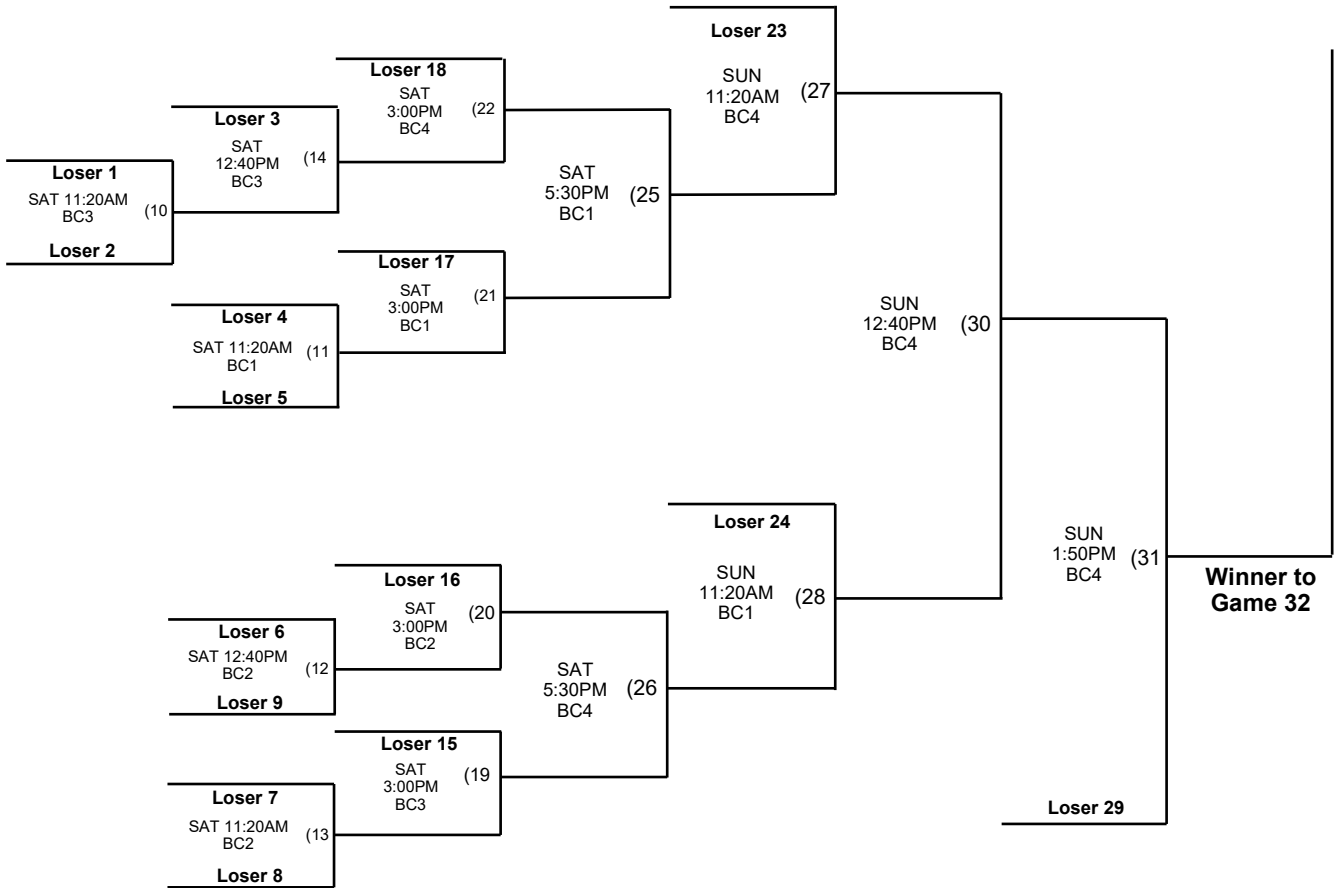 Loser 23
SUN
11:20AM
BC4
(27
Loser 18
SAT
3:00PM
BC4
(22
Loser 3
SAT
12:40PM
BC3
(14
Loser 1
SAT 11:20AM
BC3
(10
Loser 2
SAT
5:30PM
BC1
(25
Loser 17
SAT
3:00PM
BC1
(21
Loser 4
SAT 11:20AM
BC1
(11
Loser 5
SUN
12:40PM
BC4
(30
Loser 24
SUN
11:20AM
BC1
(28
Loser 16
SAT
3:00PM
BC2
(20
Loser 6
SAT 12:40PM
BC2
(12
Loser 9
SAT
5:30PM
BC4
(26
Loser 15
SAT
3:00PM
BC3
(19
Loser 7
SAT 11:20AM
BC2
(13
Loser 8
SUN
1:50PM
BC4
(31
Winner to
Game 32
Loser 29